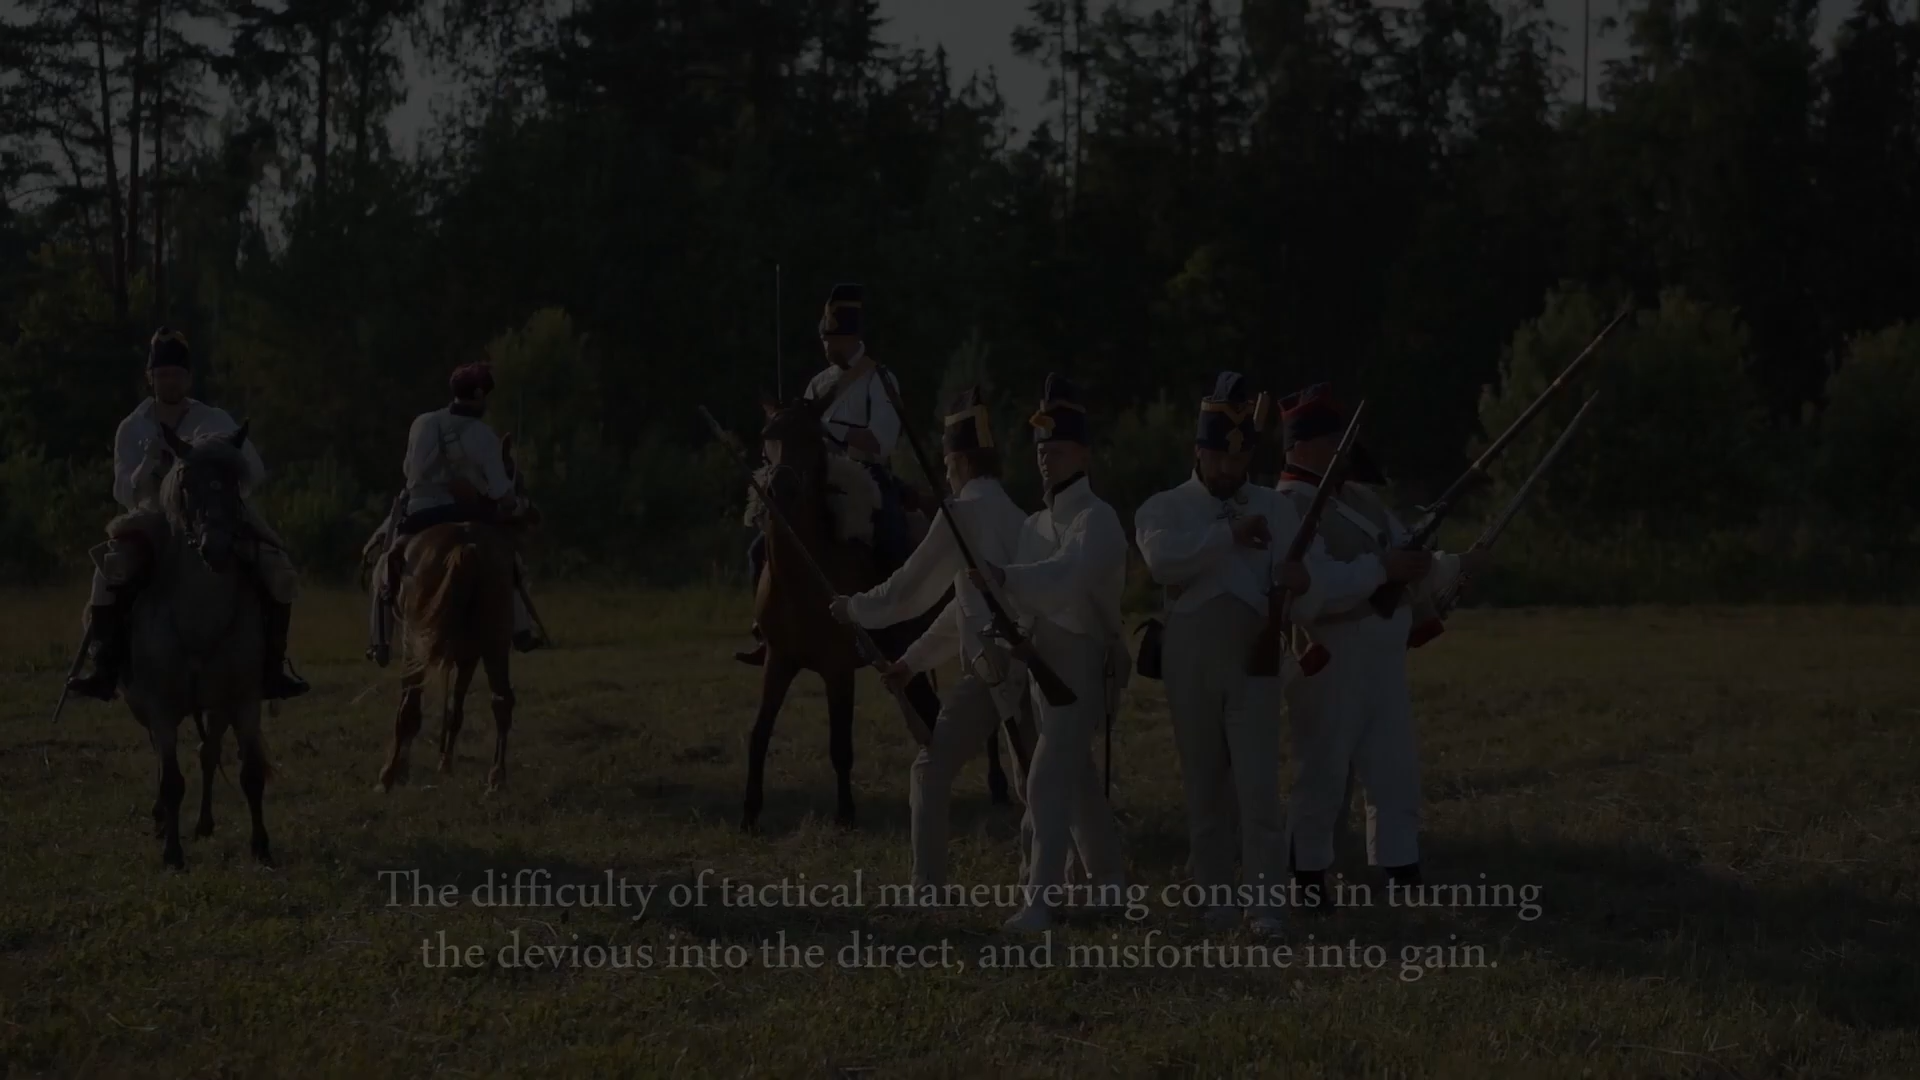 The difficulty of tactical maneuvering consists in turning
the devious into the direct, and misfortune into gain.